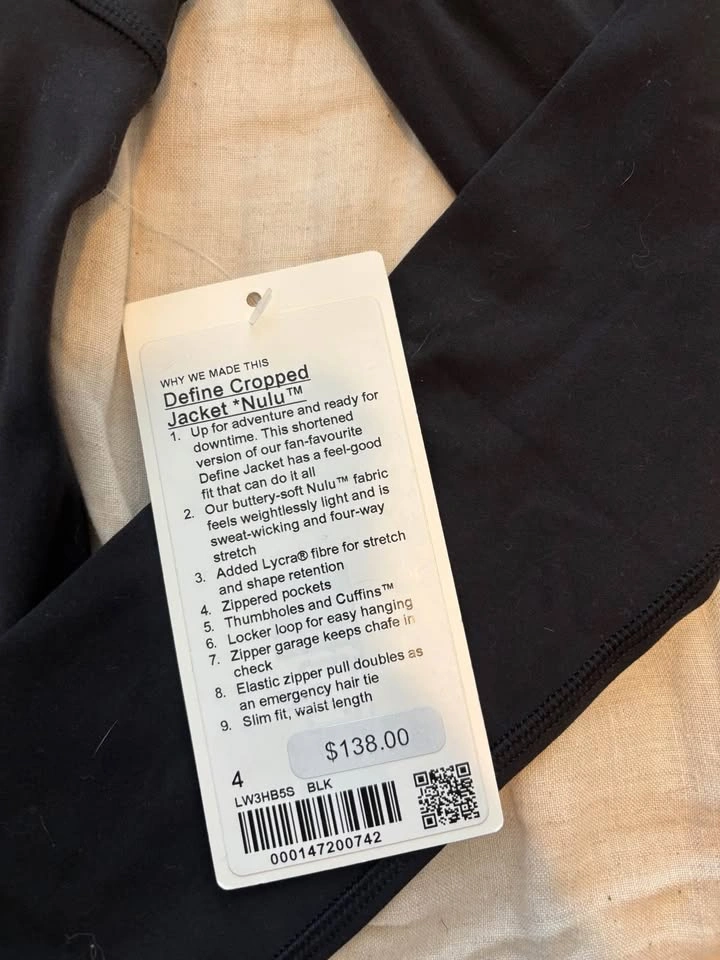 WHY WE MADE THIS
Define Cropped
Jacket *Nulu™
1. Up for adventure and ready for
downtime. This shortened
version of our fan-favourite
Define Jacket has a feel-good
fit that can do it all
2. Our buttery-soft Nulu™ fabric
feels weightlessly light and is
sweat-wicking and four-way
stretch
3. Added Lycra® fibre for stretch
and shape retention
4. Zippered pockets
5. Thumbholes and Cuffins™
6. Locker loop for easy hanging
7. Zipper garage keeps chafe in
check
8. Elastic zipper pull doubles as
an emergency hair tie
9. Slim fit, waist length
$138.00
4
LW3HB5S BLK
000147200742